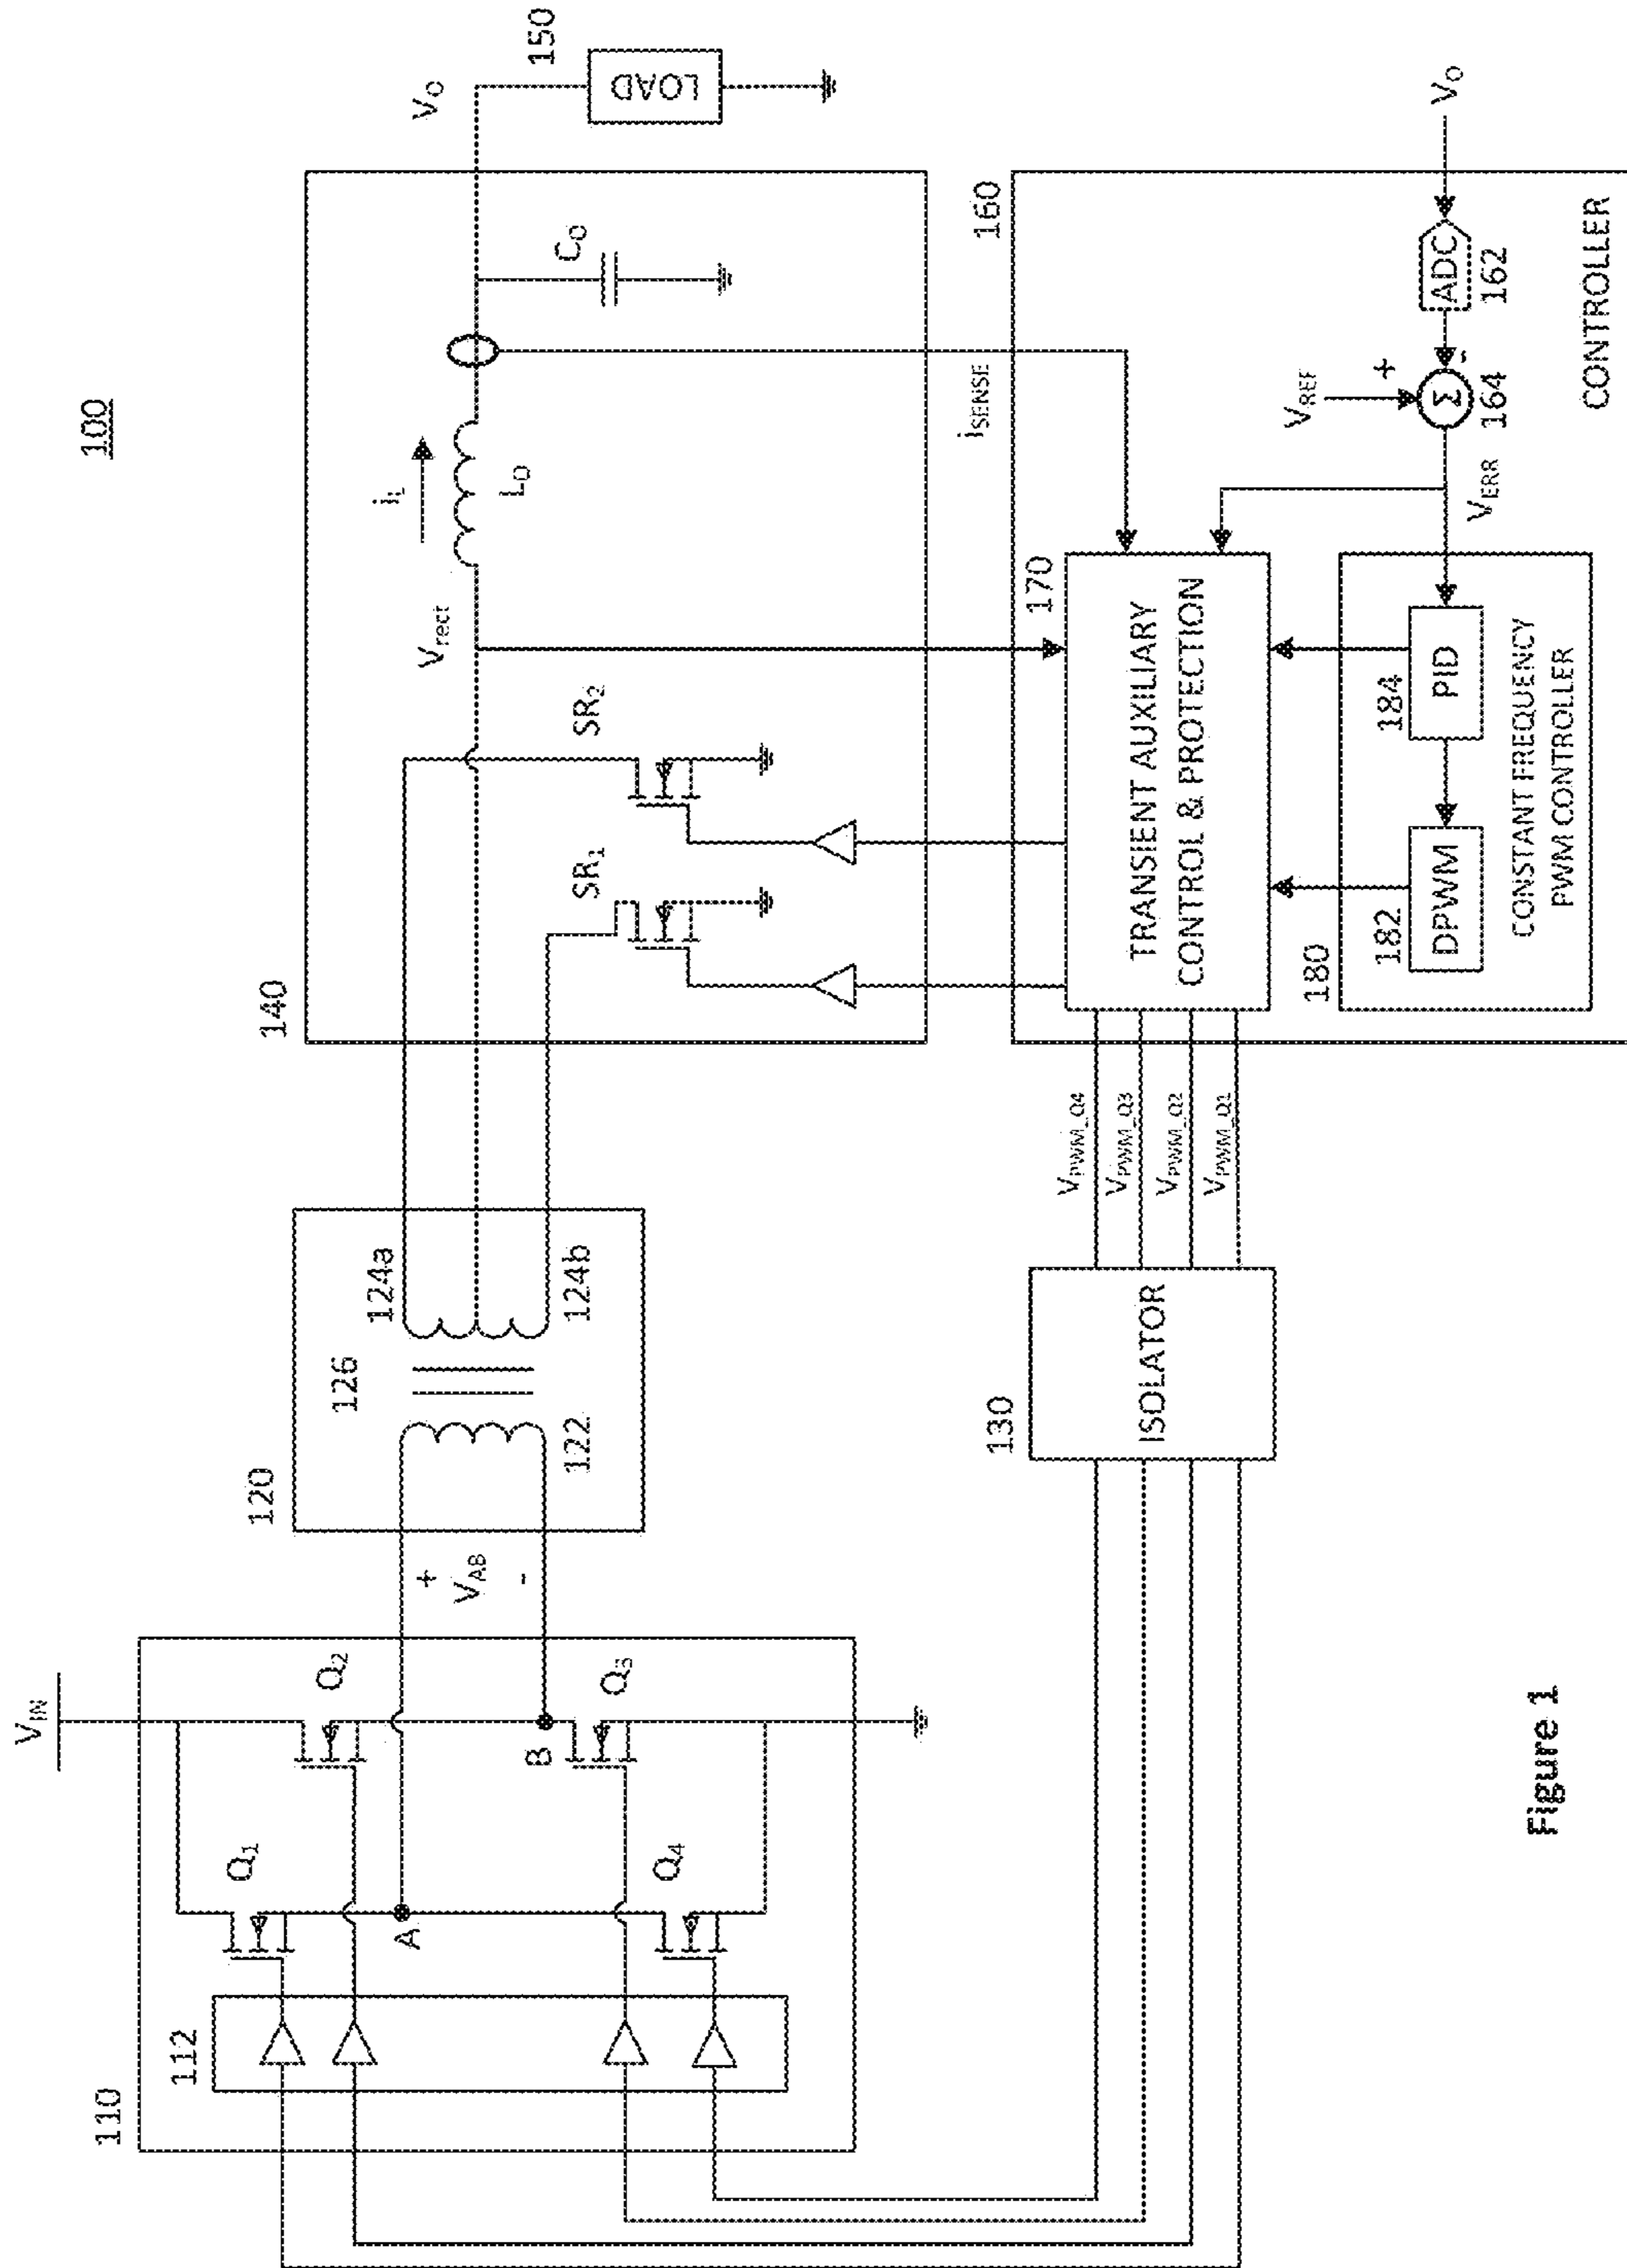 100
V_IN
110
112
Q₁
Q₂
A
B
Q₄
Q₃
+
V_AB
-
120
126
122
124a
124b
140
SR₁
SR₂
V_rect
i_L
L_O
C_O
V_O
150
LOAD
130
ISOLATOR
V_PWM_Q4
V_PWM_Q3
V_PWM_Q2
V_PWM_Q1
i_SENSE
160
170
TRANSIENT AUXILIARY
CONTROL & PROTECTION
180
182
DPWM
184
PID
CONSTANT FREQUENCY
PWM CONTROLLER
V_ERR
V_REF
+
-
Σ
164
ADC
162
V_O
CONTROLLER
Figure 1